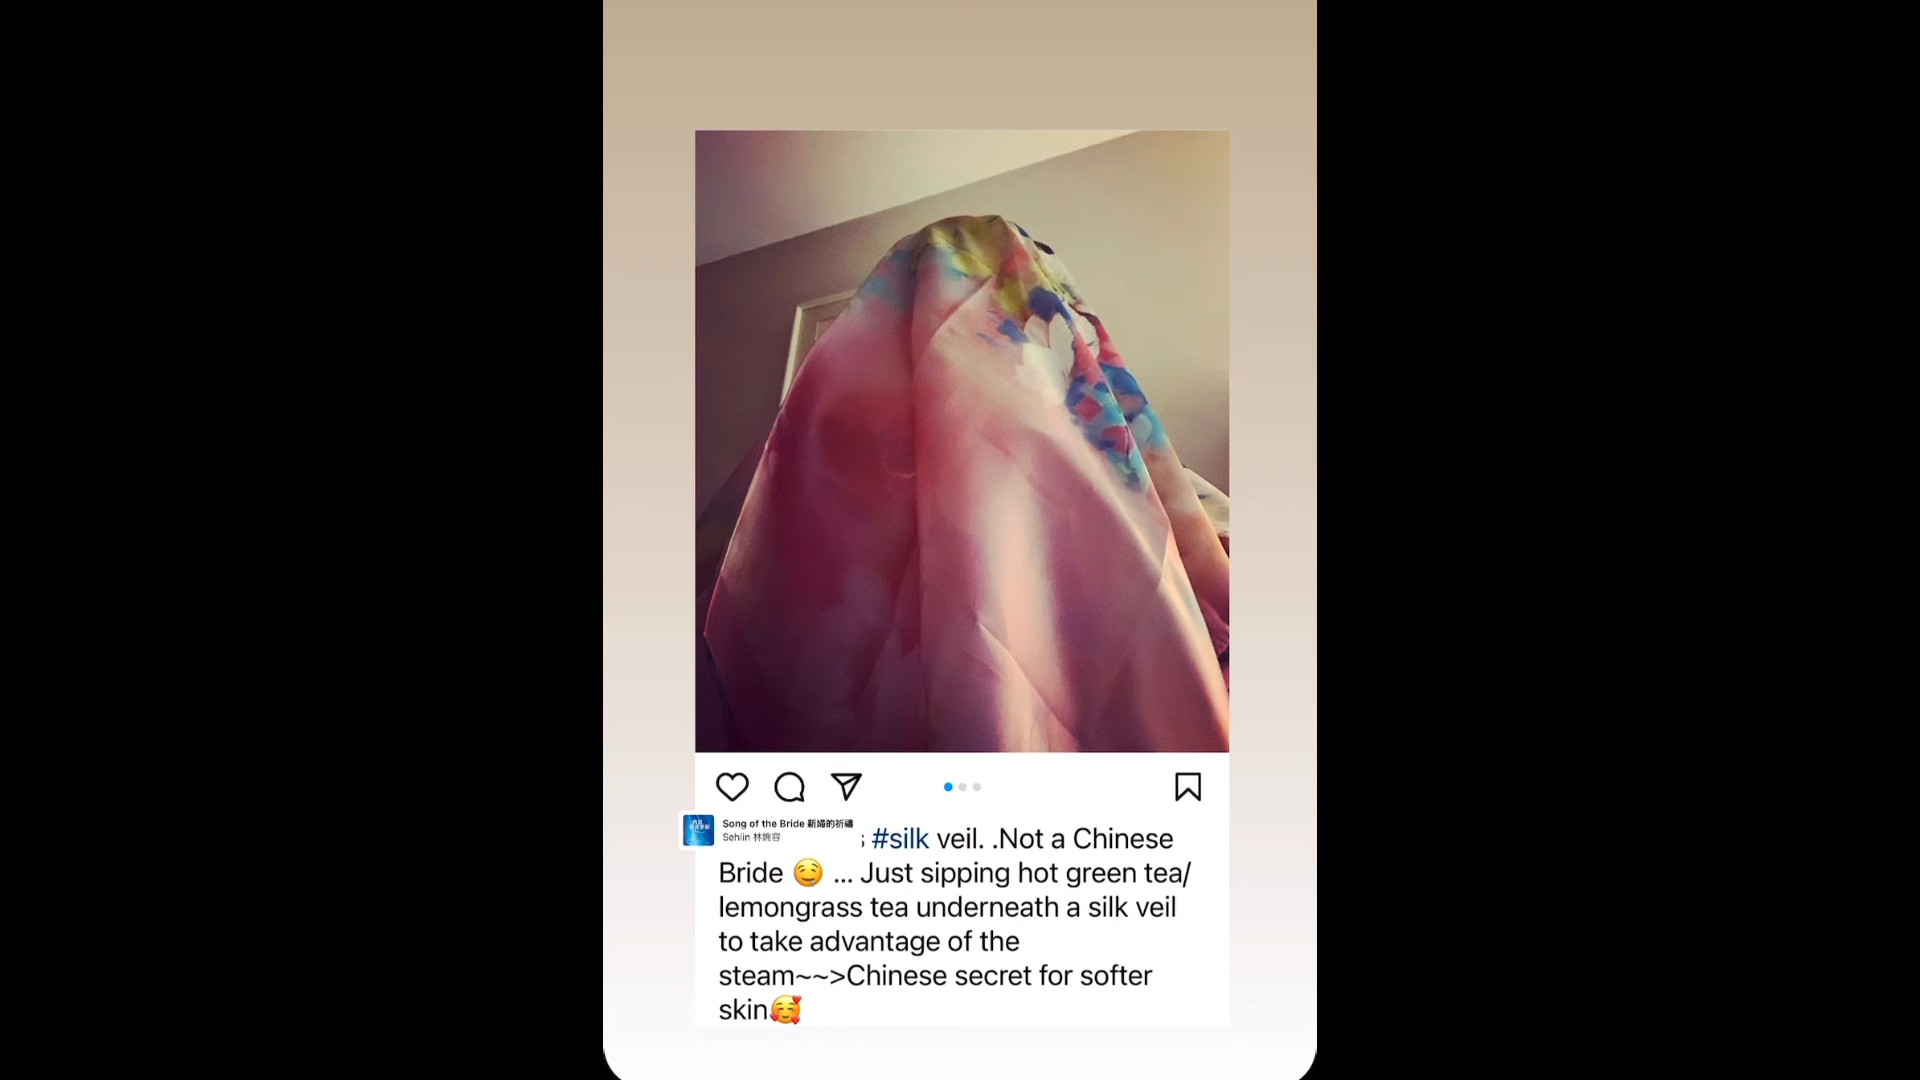 Song of the Bride 新婦的祈禱
Sehlin 林婉容
#silk veil. .Not a Chinese
Bride 🤤 ... Just sipping hot green tea/
lemongrass tea underneath a silk veil
to take advantage of the
steam~~>Chinese secret for softer
skin🥰